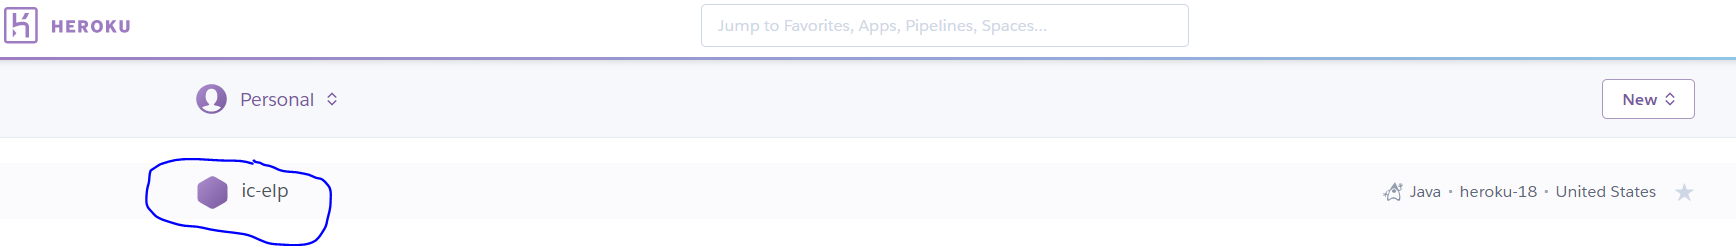 HEROKU
Jump to Favorites, Apps, Pipelines, Spaces...
Personal
New
ic-elp
Java · heroku-18 · United States